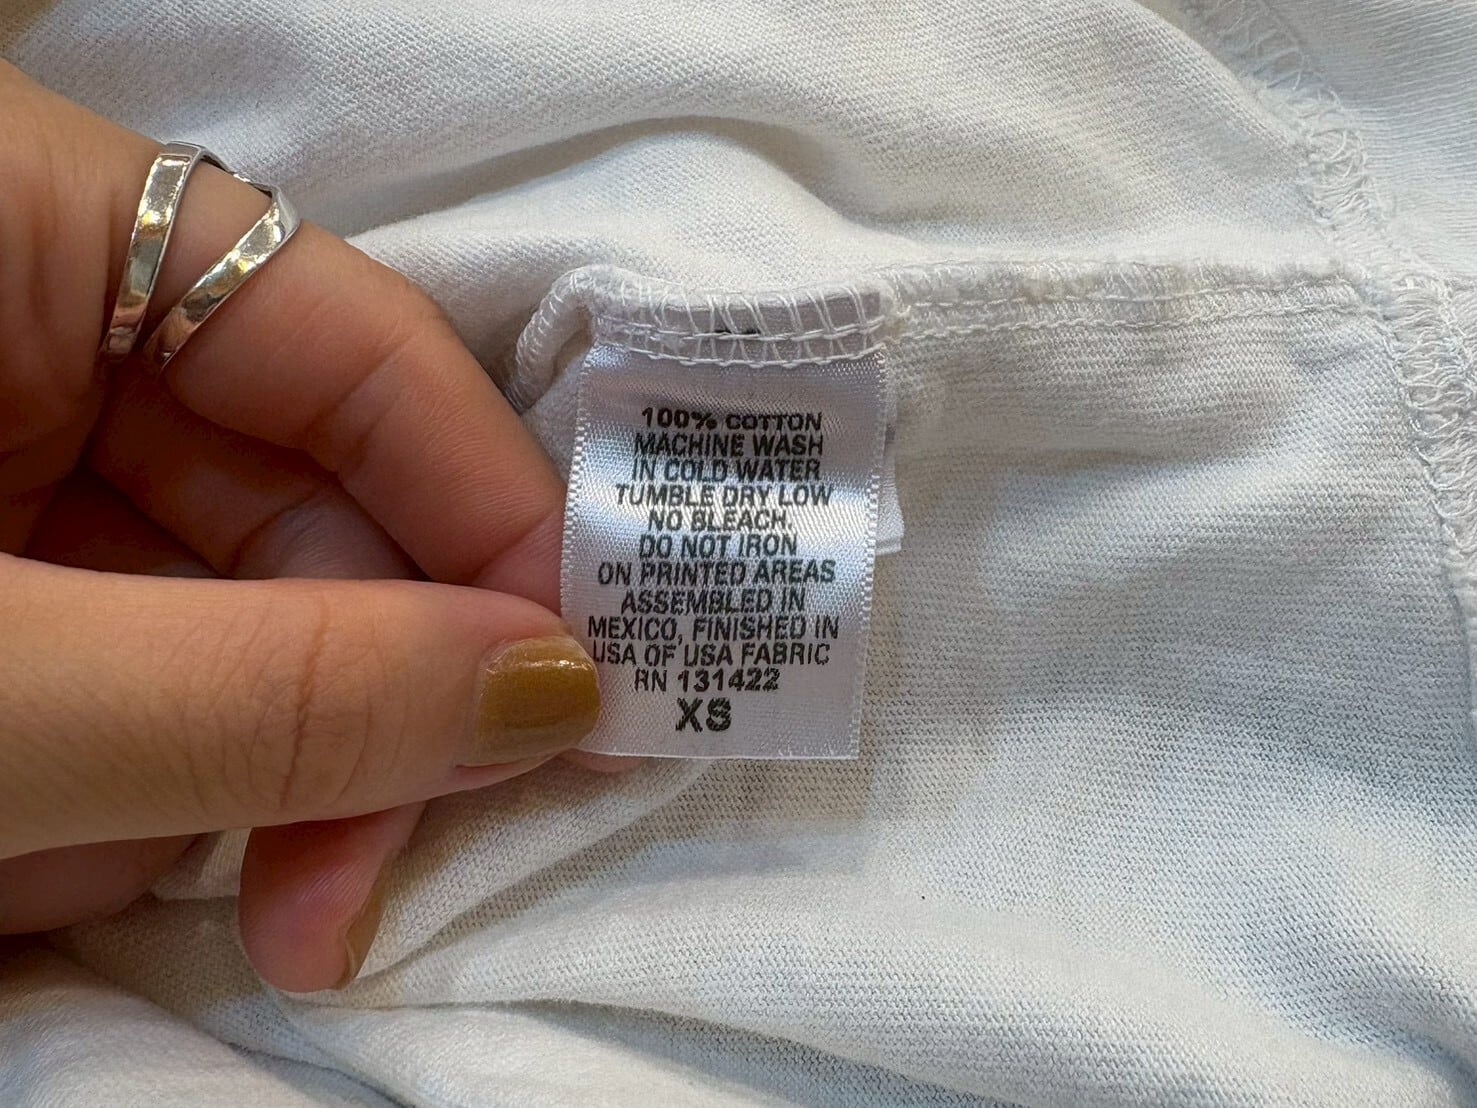 100% COTTON
MACHINE WASH
IN COLD WATER
TUMBLE DRY LOW
NO BLEACH.
DO NOT IRON
ON PRINTED AREAS
ASSEMBLED IN
MEXICO, FINISHED IN
USA OF USA FABRIC
RN 131422
XS